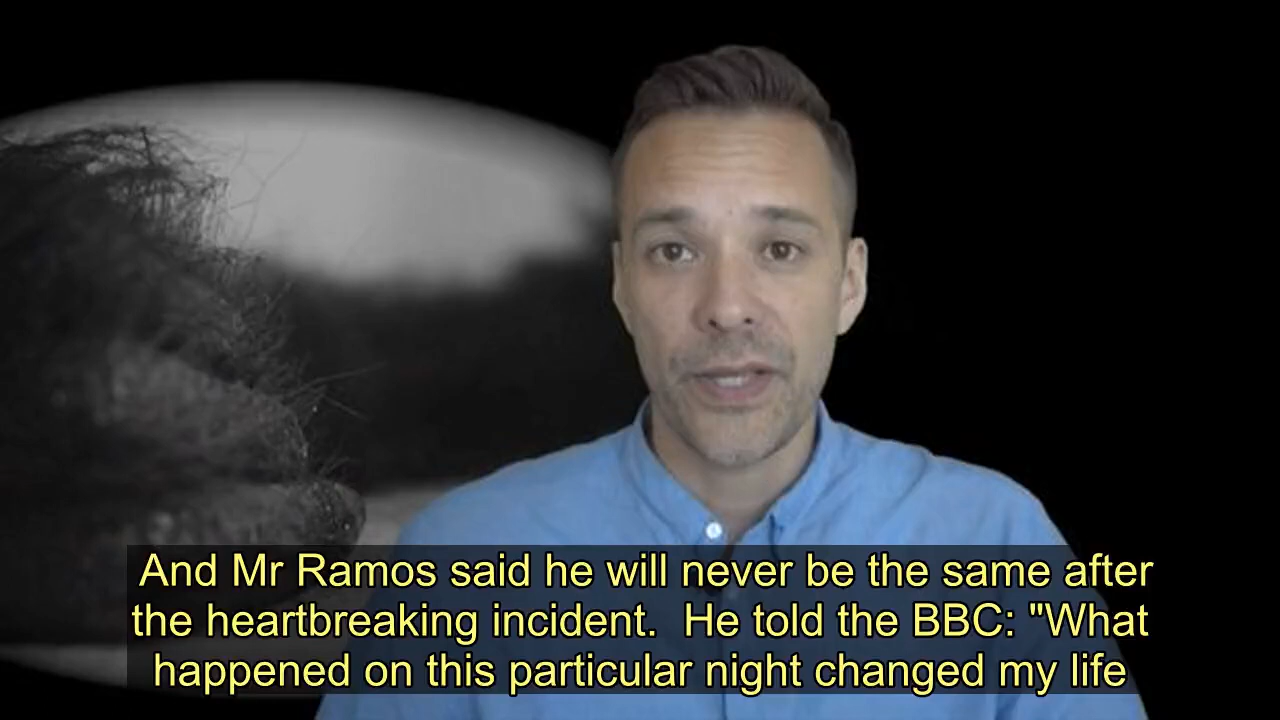 And Mr Ramos said he will never be the same after
the heartbreaking incident.  He told the BBC: "What
happened on this particular night changed my life